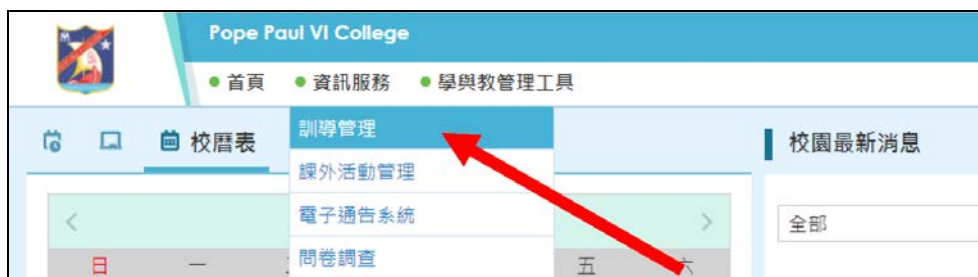 Pope Paul VI College
首頁 資訊服務 學與教管理工具
校曆表
訓導管理
課外活動管理
電子通告系統
問卷調查
日 一 五 六
校園最新消息
全部